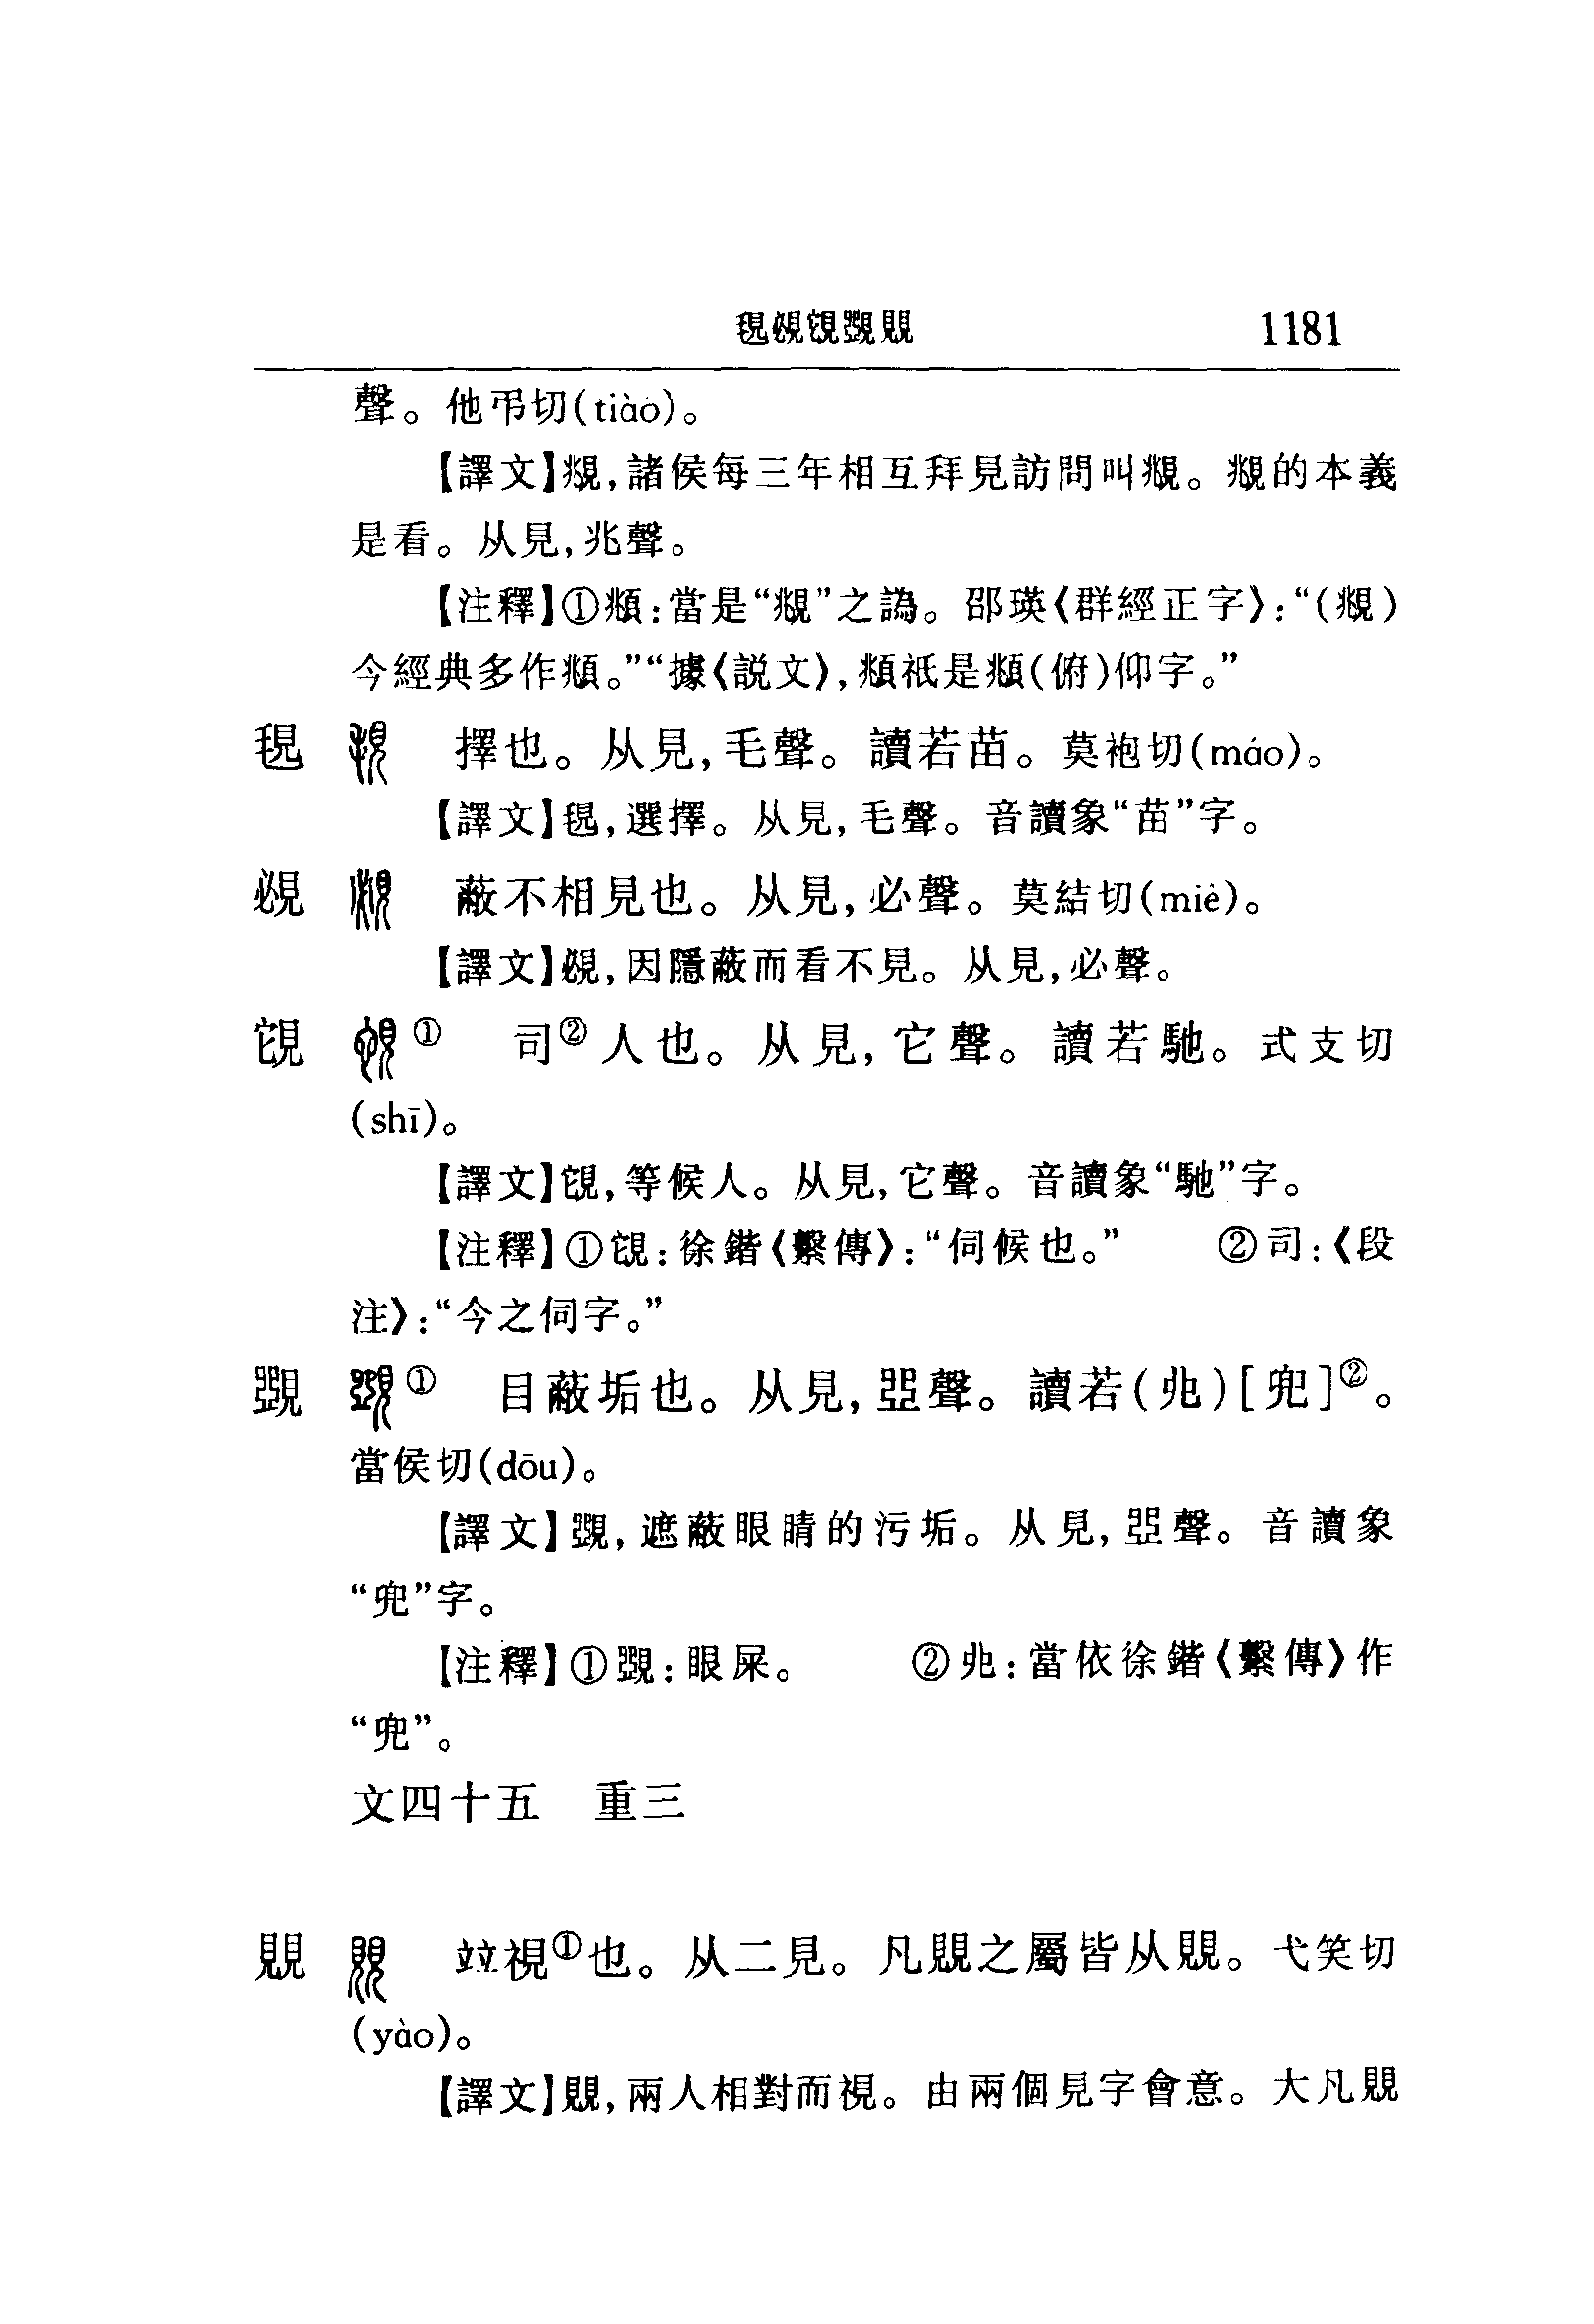 覒覕𧠜覴覞 1181
聲。他弔切(tiào)。
【譯文】覜,諸侯每三年相互拜見訪問叫覜。覜的本義
是看。从見,兆聲。
【注釋】①頫:當是“覜”之譌。邵瑛《群經正字》:“(覜)
今經典多作頫。”“據《説文》,頫祇是頫(俯)仰字。”
覒 擇也。从見,毛聲。讀若苗。莫袍切(máo)。
【譯文】覒,選擇。从見,毛聲。音讀象“苗”字。
覕 蔽不相見也。从見,必聲。莫結切(miè)。
【譯文】覕,因隱蔽而看不見。从見,必聲。
𧠜 ① 司②人也。从見,它聲。讀若馳。式支切
(shī)。
【譯文】𧠜,等候人。从見,它聲。音讀象“馳”字。
【注釋】①𧠜:徐鍇《繫傳》:“伺候也。” ②司:《段
注》:“今之伺字。”
覴 ① 目蔽垢也。从見,㖶聲。讀若(兆)[兜]②。
當侯切(dōu)。
【譯文】覴,遮蔽眼睛的污垢。从見,㖶聲。音讀象
“兜”字。
【注釋】①覴:眼屎。 ②兆:當依徐鍇《繫傳》作
“兜”。
文四十五 重三
覞 竝視①也。从二見。凡覞之屬皆从覞。弋笑切
(yào)。
【譯文】覞,兩人相對而視。由兩個見字會意。大凡覞